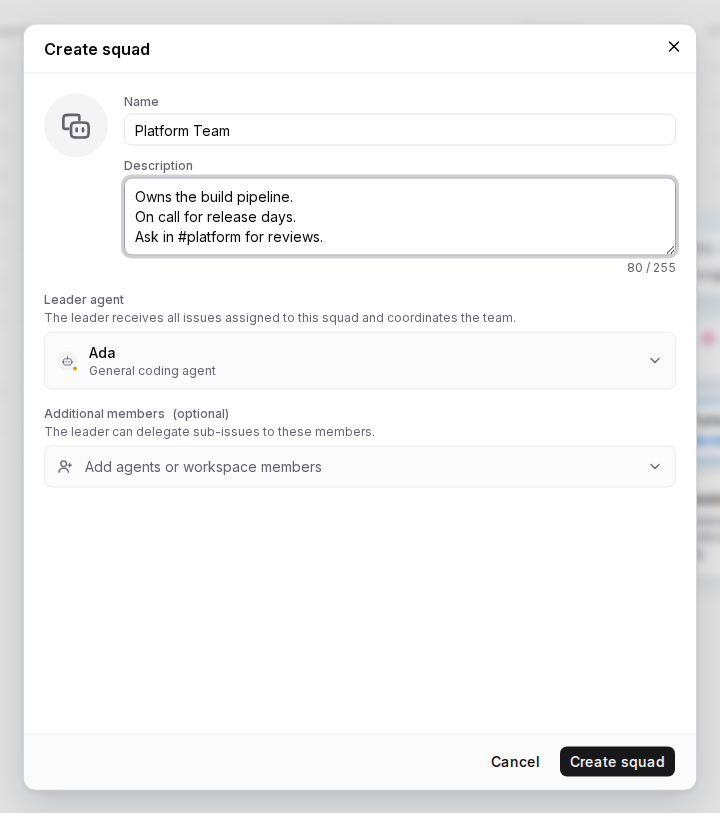 Create squad
Name
Platform Team
Description
Owns the build pipeline.
On call for release days.
Ask in #platform for reviews.
80 / 255
Leader agent
The leader receives all issues assigned to this squad and coordinates the team.
Ada
General coding agent
Additional members (optional)
The leader can delegate sub-issues to these members.
Add agents or workspace members
Cancel
Create squad